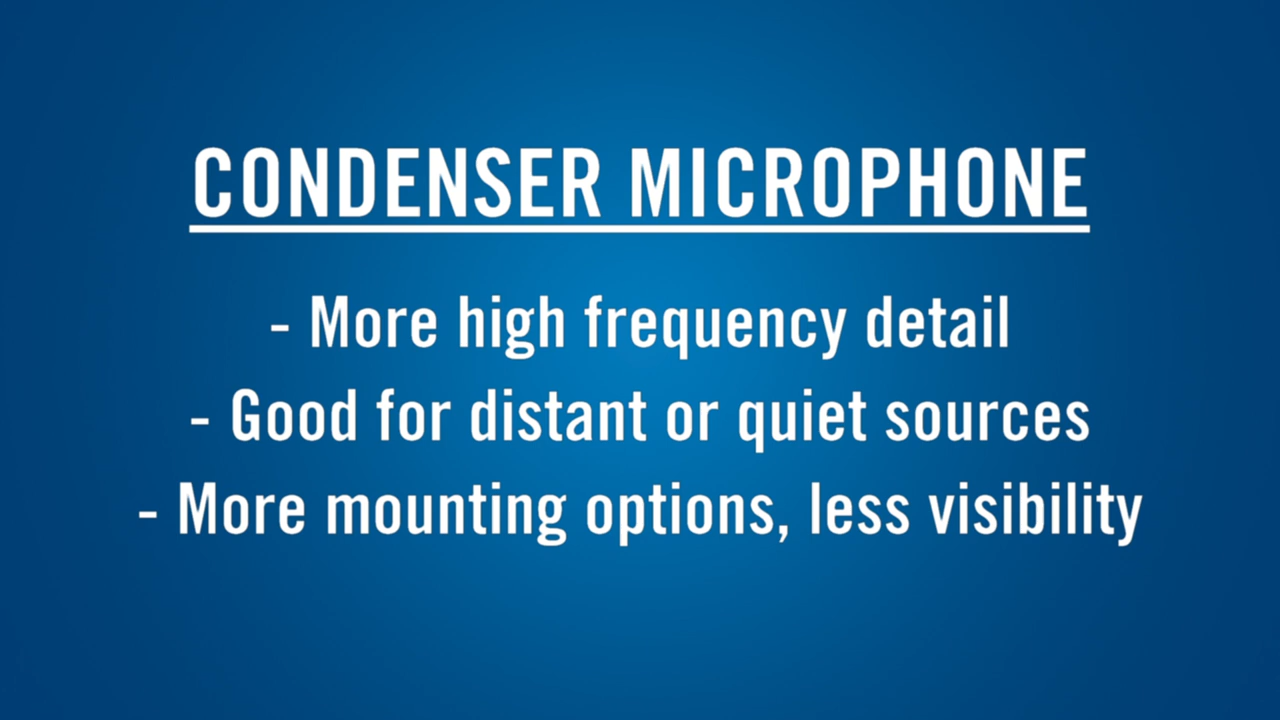 CONDENSER MICROPHONE
- More high frequency detail
- Good for distant or quiet sources
- More mounting options, less visibility